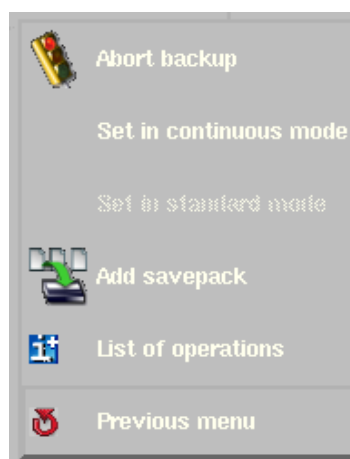 Abort backup
Set in continuous mode
Set in standard mode
Add savepack
List of operations
Previous menu